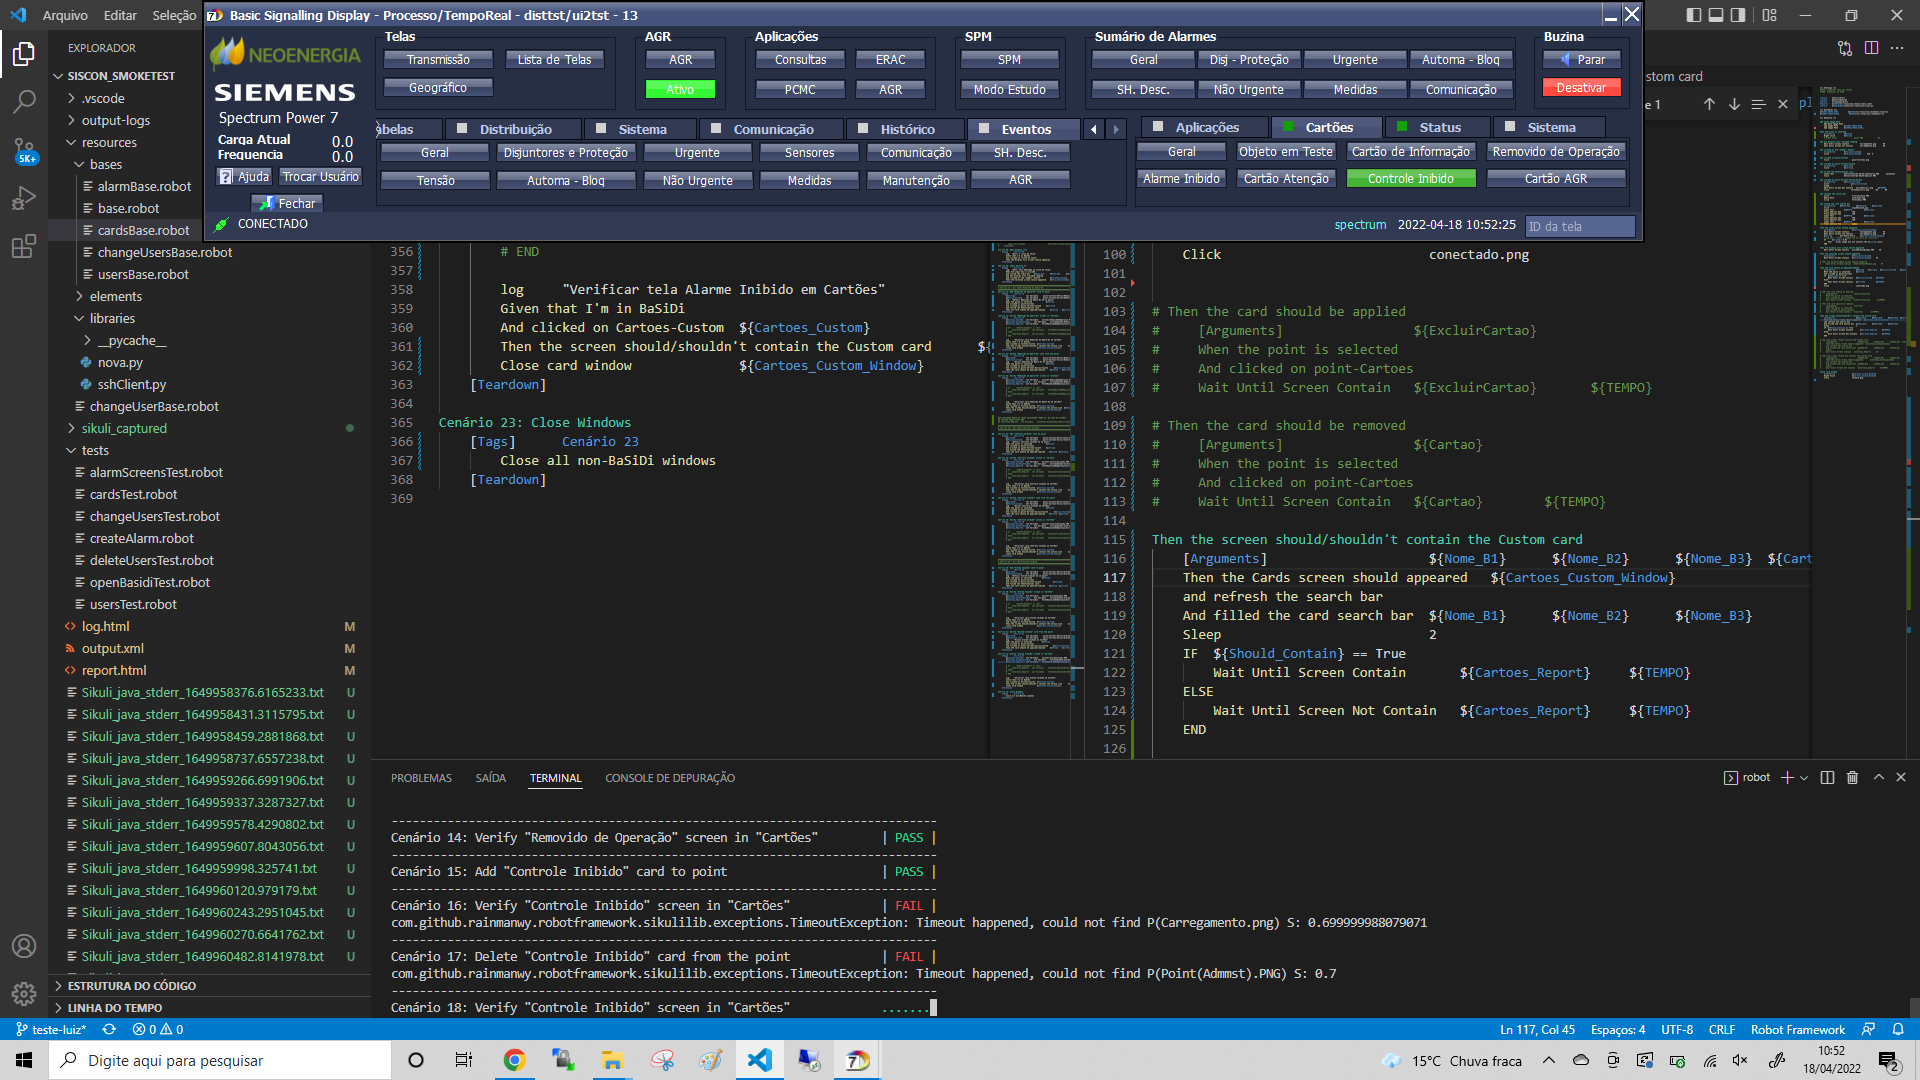 Arquivo Editar Seleção
Basic Signalling Display - Processo/TempoReal - disttst/ui2tst - 13
NEOENERGIA
SIEMENS
Spectrum Power 7
Carga Atual 0.0
Frequencia 0.0
Ajuda Trocar Usuário
Fechar
CONECTADO
Telas
Transmissão Lista de Telas
Geográfico
AGR
AGR
Ativo
Aplicações
Consultas ERAC
PCMC AGR
SPM
SPM
Modo Estudo
Sumário de Alarmes
Geral Disj - Proteção Urgente Automa - Bloq
SH. Desc. Não Urgente Medidas Comunicação
Buzina
Parar
Desativar
abelas Distribuição Sistema Comunicação Histórico Eventos
Geral Disjuntores e Proteção Urgente Sensores Comunicação SH. Desc.
Tensão Automa - Bloq Não Urgente Medidas Manutenção AGR
Aplicações Cartões Status Sistema
Geral Objeto em Teste Cartão de Informação Removido de Operação
Alarme Inibido Cartão Atenção Controle Inibido Cartão AGR
spectrum 2022-04-18 10:52:25 ID da tela
stom card
e 1
EXPLORADOR
SISCON_SMOKETEST
.vscode
output-logs
resources
bases
alarmBase.robot
base.robot
cardsBase.robot
changeUsersBase.robot
usersBase.robot
elements
libraries
__pycache__
nova.py
sshClient.py
changeUserBase.robot
sikuli_captured
tests
alarmScreensTest.robot
cardsTest.robot
changeUsersTest.robot
createAlarm.robot
deleteUsersTest.robot
openBasidiTest.robot
usersTest.robot
log.html M
output.xml M
report.html M
Sikuli_java_stderr_1649958376.6165233.txt U
Sikuli_java_stderr_1649958431.3115795.txt U
Sikuli_java_stderr_1649958459.2881868.txt U
Sikuli_java_stderr_1649958737.6557238.txt U
Sikuli_java_stderr_1649959266.6991906.txt U
Sikuli_java_stderr_1649959337.3287327.txt U
Sikuli_java_stderr_1649959578.4290802.txt U
Sikuli_java_stderr_1649959607.8043056.txt U
Sikuli_java_stderr_1649959998.325741.txt U
Sikuli_java_stderr_1649960120.979179.txt U
Sikuli_java_stderr_1649960243.2951045.txt U
Sikuli_java_stderr_1649960270.6641762.txt U
Sikuli_java_stderr_1649960482.8141978.txt U
ESTRUTURA DO CÓDIGO
LINHA DO TEMPO
5K+
356 # END
357
358 log "Verificar tela Alarme Inibido em Cartões"
359 Given that I'm in BaSiDi
360 And clicked on Cartoes-Custom ${Cartoes_Custom}
361 Then the screen should/shouldn't contain the Custom card ${
362 Close card window ${Cartoes_Custom_Window}
363 [Teardown]
364
365 Cenário 23: Close Windows
366 [Tags] Cenário 23
367 Close all non-BaSiDi windows
368 [Teardown]
369
100 Click conectado.png
101
102
103 # Then the card should be applied
104 # [Arguments] ${ExcluirCartao}
105 # When the point is selected
106 # And clicked on point-Cartoes
107 # Wait Until Screen Contain ${ExcluirCartao} ${TEMPO}
108
109 # Then the card should be removed
110 # [Arguments] ${Cartao}
111 # When the point is selected
112 # And clicked on point-Cartoes
113 # Wait Until Screen Contain ${Cartao} ${TEMPO}
114
115 Then the screen should/shouldn't contain the Custom card
116 [Arguments] ${Nome_B1} ${Nome_B2} ${Nome_B3} ${Cart
117 Then the Cards screen should appeared ${Cartoes_Custom_Window}
118 and refresh the search bar
119 And filled the card search bar ${Nome_B1} ${Nome_B2} ${Nome_B3}
120 Sleep 2
121 IF ${Should_Contain} == True
122 Wait Until Screen Contain ${Cartoes_Report} ${TEMPO}
123 ELSE
124 Wait Until Screen Not Contain ${Cartoes_Report} ${TEMPO}
125 END
126
PROBLEMAS SAÍDA TERMINAL CONSOLE DE DEPURAÇÃO
robot
Cenário 14: Verify "Removido de Operação" screen in "Cartões" | PASS |
Cenário 15: Add "Controle Inibido" card to point | PASS |
Cenário 16: Verify "Controle Inibido" screen in "Cartões" | FAIL |
com.github.rainmanwy.robotframework.sikulilib.exceptions.TimeoutException: Timeout happened, could not find P(Carregamento.png) S: 0.699999988079071
Cenário 17: Delete "Controle Inibido" card from the point | FAIL |
com.github.rainmanwy.robotframework.sikulilib.exceptions.TimeoutException: Timeout happened, could not find P(Point(Admmst).PNG) S: 0.7
Cenário 18: Verify "Controle Inibido" screen in "Cartões" .......
teste-luiz* 0 0
Ln 117, Col 45 Espaços: 4 UTF-8 CRLF Robot Framework
Digite aqui para pesquisar
15°C Chuva fraca
10:52
18/04/2022
2